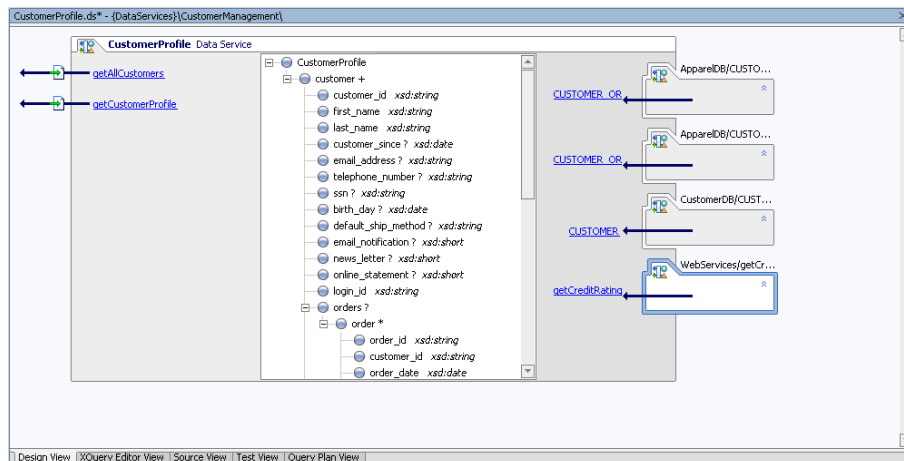 CustomerProfile.ds* - {DataServices}\CustomerManagement\
CustomerProfile Data Service
getAllCustomers
getCustomerProfile
CustomerProfile
customer +
customer_id xsd:string
first_name xsd:string
last_name xsd:string
customer_since ? xsd:date
email_address ? xsd:string
telephone_number ? xsd:string
ssn ? xsd:string
birth_day ? xsd:date
default_ship_method ? xsd:string
email_notification ? xsd:short
news_letter ? xsd:short
online_statement ? xsd:short
login_id xsd:string
orders ?
order *
order_id xsd:string
customer_id xsd:string
order_date xsd:date
ApparelDB/CUSTO...
CUSTOMER_OR
ApparelDB/CUSTO...
CUSTOMER_OR
CustomerDB/CUST...
CUSTOMER
WebServices/getCr...
getCreditRating
Design View XQuery Editor View Source View Test View Query Plan View